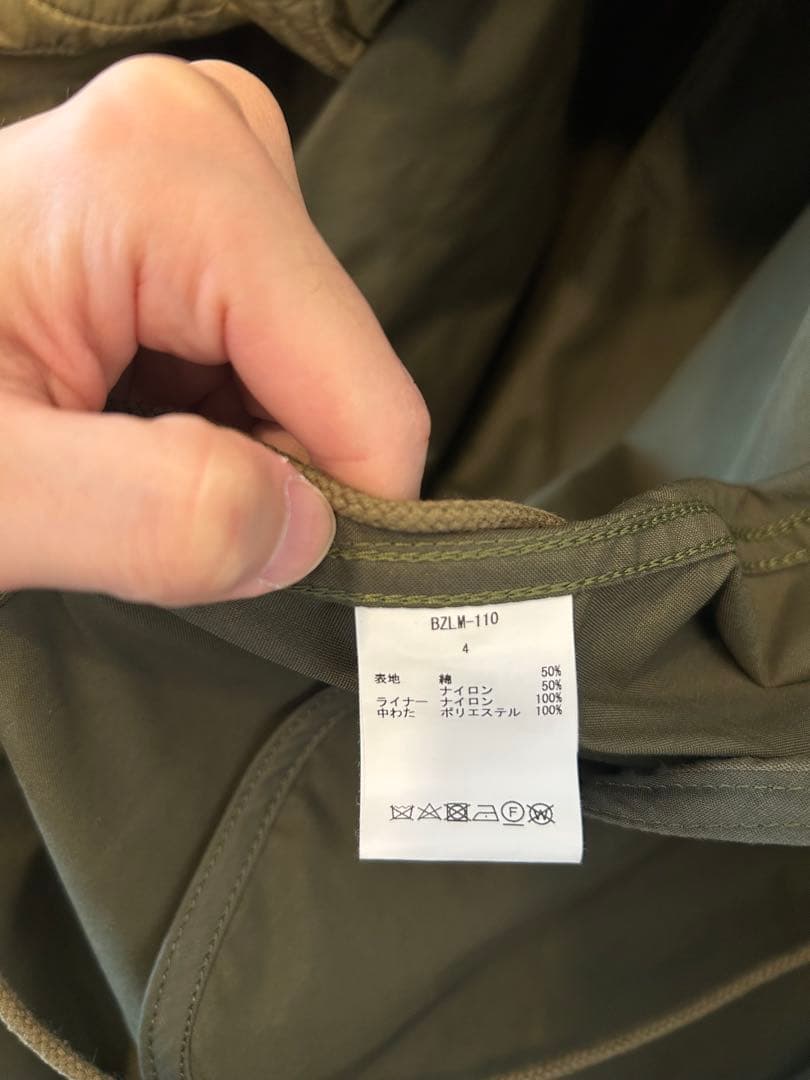 BZLM-110
4
表地 綿 50%
ナイロン 50%
ライナー ナイロン 100%
中わた ポリエステル 100%
F W